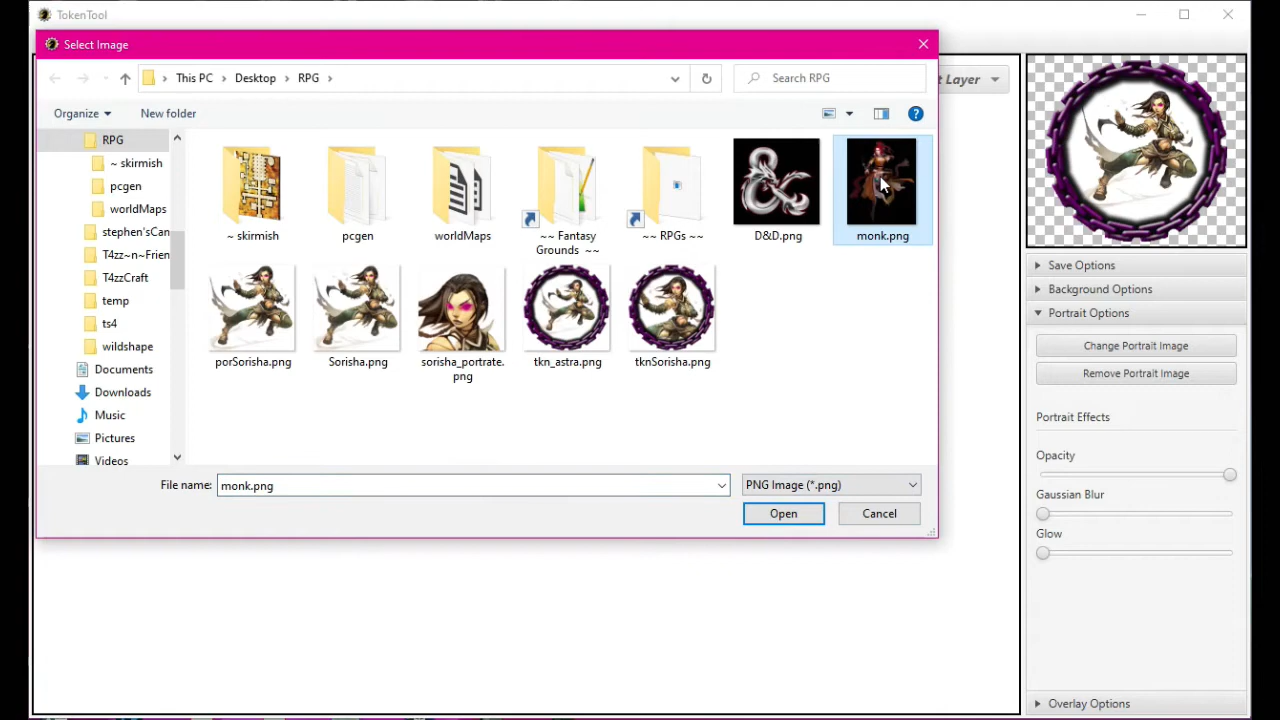 TokenTool
Select Image
This PC
Desktop
RPG
Search RPG
t Layer
Organize
New folder
RPG
~ skirmish
pcgen
worldMaps
stephen'sCan
T4zz~n~Frien
T4zzCraft
temp
ts4
wildshape
Documents
Downloads
Music
Pictures
Videos
~ skirmish
pcgen
worldMaps
~~ Fantasy
Grounds ~~
~~ RPGs ~~
D&D.png
monk.png
porSorisha.png
Sorisha.png
sorisha_portrate.
png
tkn_astra.png
tknSorisha.png
File name:
monk.png
PNG Image (*.png)
Open
Cancel
Save Options
Background Options
Portrait Options
Change Portrait Image
Remove Portrait Image
Portrait Effects
Opacity
Gaussian Blur
Glow
Overlay Options